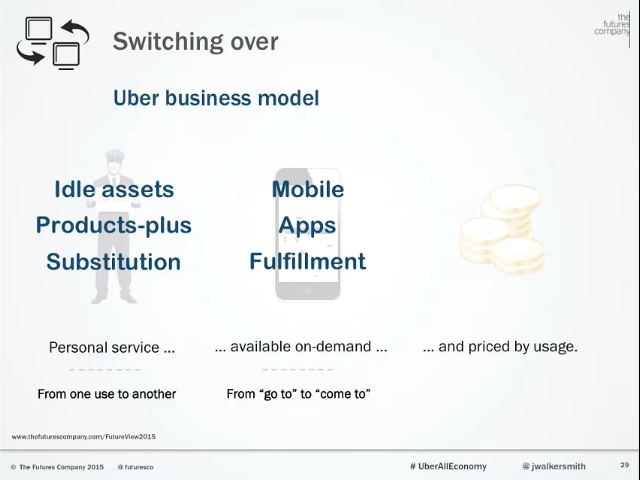 the
futures
company
Switching over
Uber business model
Idle assets
Products-plus
Substitution
Mobile
Apps
Fulfillment
Personal service ...
... available on-demand ...
... and priced by usage.
From one use to another
From “go to” to “come to”
www.thefuturescompany.com/FutureView2015
© The Futures Company 2015 @futuresco
# UberAllEconomy @jwalkersmith 29